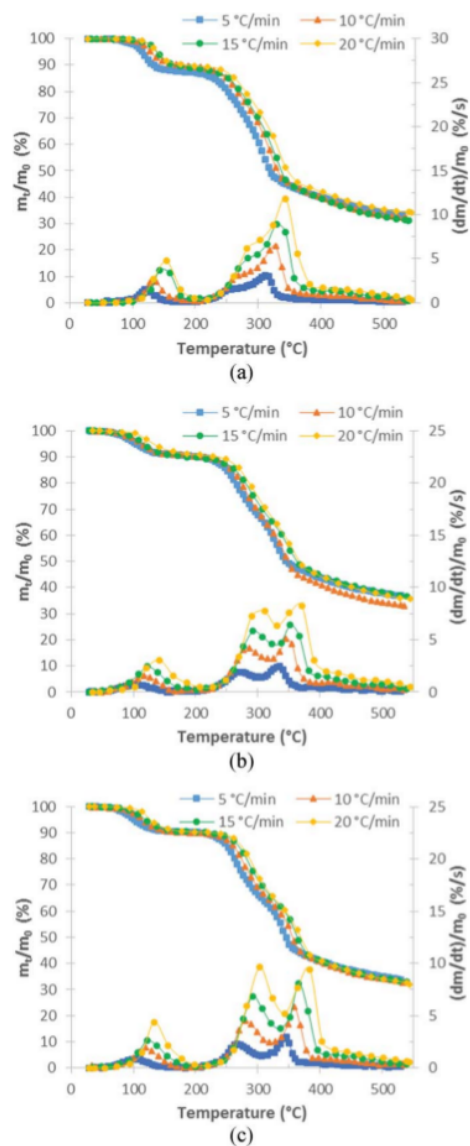 5 °C/min 10 °C/min
15 °C/min 20 °C/min
100 30
90
80 25
70
60 20
50 15
40
30 10
20
10 5
0 0
0 100 200 300 400 500
mₜ/m₀ (%)
(dm/dt)/m₀ (%/s)
Temperature (°C)
(a)
5 °C/min 10 °C/min
15 °C/min 20 °C/min
100 25
90
80 20
70
60 15
50
40 10
30
20 5
10
0 0
0 100 200 300 400 500
mₜ/m₀ (%)
(dm/dt)/m₀ (%/s)
Temperature (°C)
(b)
5 °C/min 10 °C/min
15 °C/min 20 °C/min
100 25
90
80 20
70
60 15
50
40 10
30
20 5
10
0 0
0 100 200 300 400 500
mₜ/m₀ (%)
(dm/dt)/m₀ (%/s)
Temperature (°C)
(c)